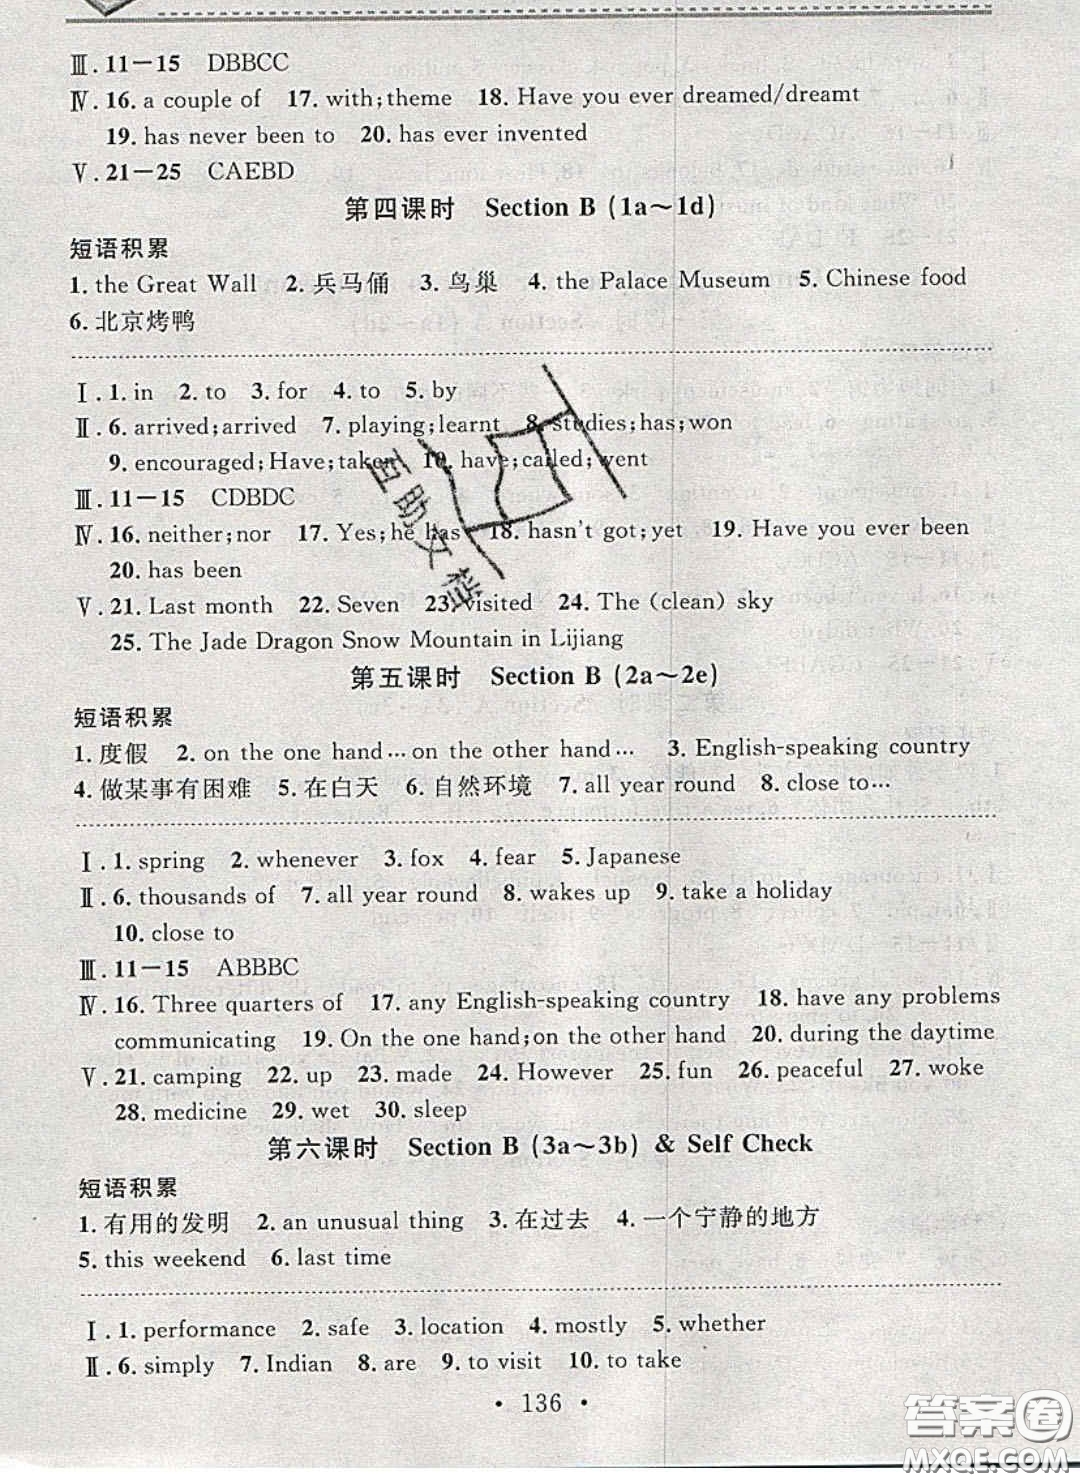 Ⅲ. 11－15 DBBCC
Ⅳ. 16. a couple of 17. with;theme 18. Have you ever dreamed/dreamt
19. has never been to 20. has ever invented
Ⅴ. 21－25 CAEBD
第四课时 Section B (1a～1d)
短语积累
1. the Great Wall 2. 兵马俑 3. 鸟巢 4. the Palace Museum 5. Chinese food
6. 北京烤鸭
Ⅰ. 1. in 2. to 3. for 4. to 5. by
Ⅱ. 6. arrived;arrived 7. playing;learnt 8. studies;has;won
9. encouraged;Have;taken 10. have;called;went
Ⅲ. 11－15 CDBDC
Ⅳ. 16. neither;nor 17. Yes;he has 18. hasn't got;yet 19. Have you ever been
20. has been
Ⅴ. 21. Last month 22. Seven 23. visited 24. The (clean) sky
25. The Jade Dragon Snow Mountain in Lijiang
互助文档
第五课时 Section B (2a～2e)
短语积累
1. 度假 2. on the one hand… on the other hand… 3. English-speaking country
4. 做某事有困难 5. 在白天 6. 自然环境 7. all year round 8. close to…
Ⅰ. 1. spring 2. whenever 3. fox 4. fear 5. Japanese
Ⅱ. 6. thousands of 7. all year round 8. wakes up 9. take a holiday
10. close to
Ⅲ. 11－15 ABBBC
Ⅳ. 16. Three quarters of 17. any English-speaking country 18. have any problems
communicating 19. On the one hand;on the other hand 20. during the daytime
Ⅴ. 21. camping 22. up 23. made 24. However 25. fun 26. peaceful 27. woke
28. medicine 29. wet 30. sleep
第六课时 Section B (3a～3b) & Self Check
短语积累
1. 有用的发明 2. an unusual thing 3. 在过去 4. 一个宁静的地方
5. this weekend 6. last time
Ⅰ. 1. performance 2. safe 3. location 4. mostly 5. whether
Ⅱ. 6. simply 7. Indian 8. are 9. to visit 10. to take
• 136 •
答案圈
MXQE.COM